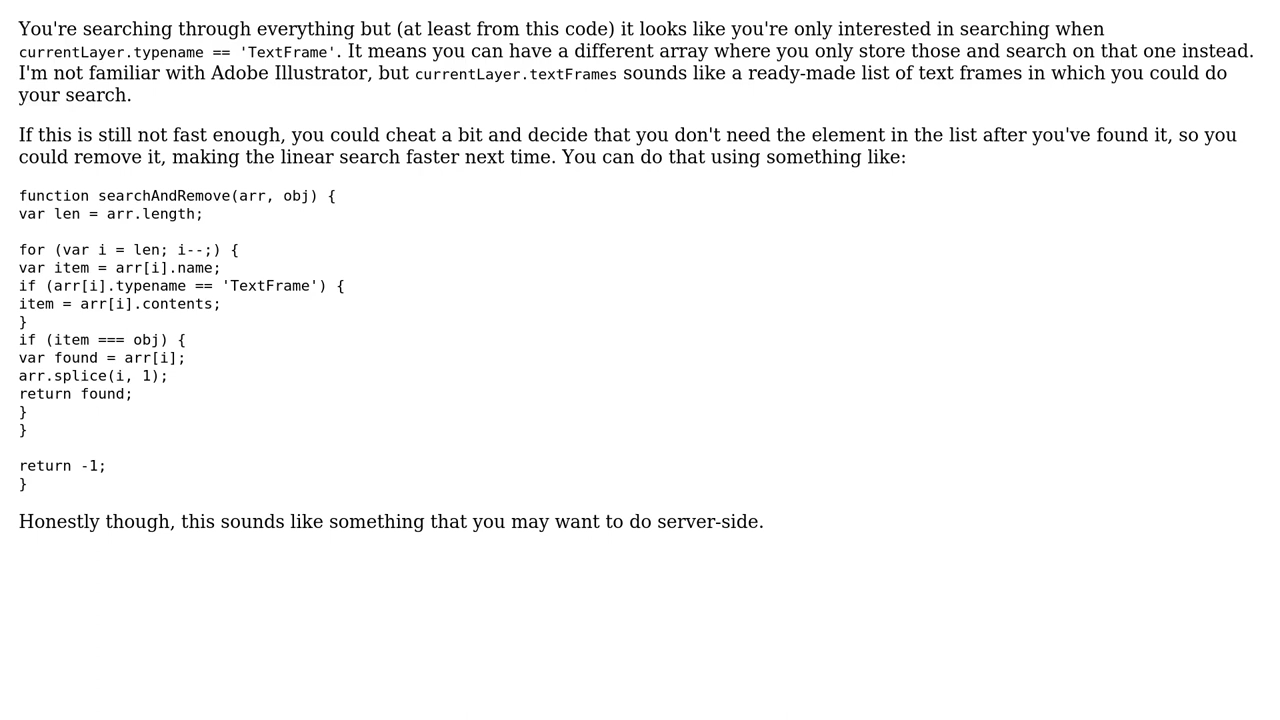 You're searching through everything but (at least from this code) it looks like you're only interested in searching when
currentLayer.typename == 'TextFrame'. It means you can have a different array where you only store those and search on that one instead.
I'm not familiar with Adobe Illustrator, but currentLayer.textFrames sounds like a ready-made list of text frames in which you could do
your search.
If this is still not fast enough, you could cheat a bit and decide that you don't need the element in the list after you've found it, so you
could remove it, making the linear search faster next time. You can do that using something like:
function searchAndRemove(arr, obj) {
var len = arr.length;
for (var i = len; i--;) {
var item = arr[i].name;
if (arr[i].typename == 'TextFrame') {
item = arr[i].contents;
}
if (item === obj) {
var found = arr[i];
arr.splice(i, 1);
return found;
}
}
return -1;
}
Honestly though, this sounds like something that you may want to do server-side.